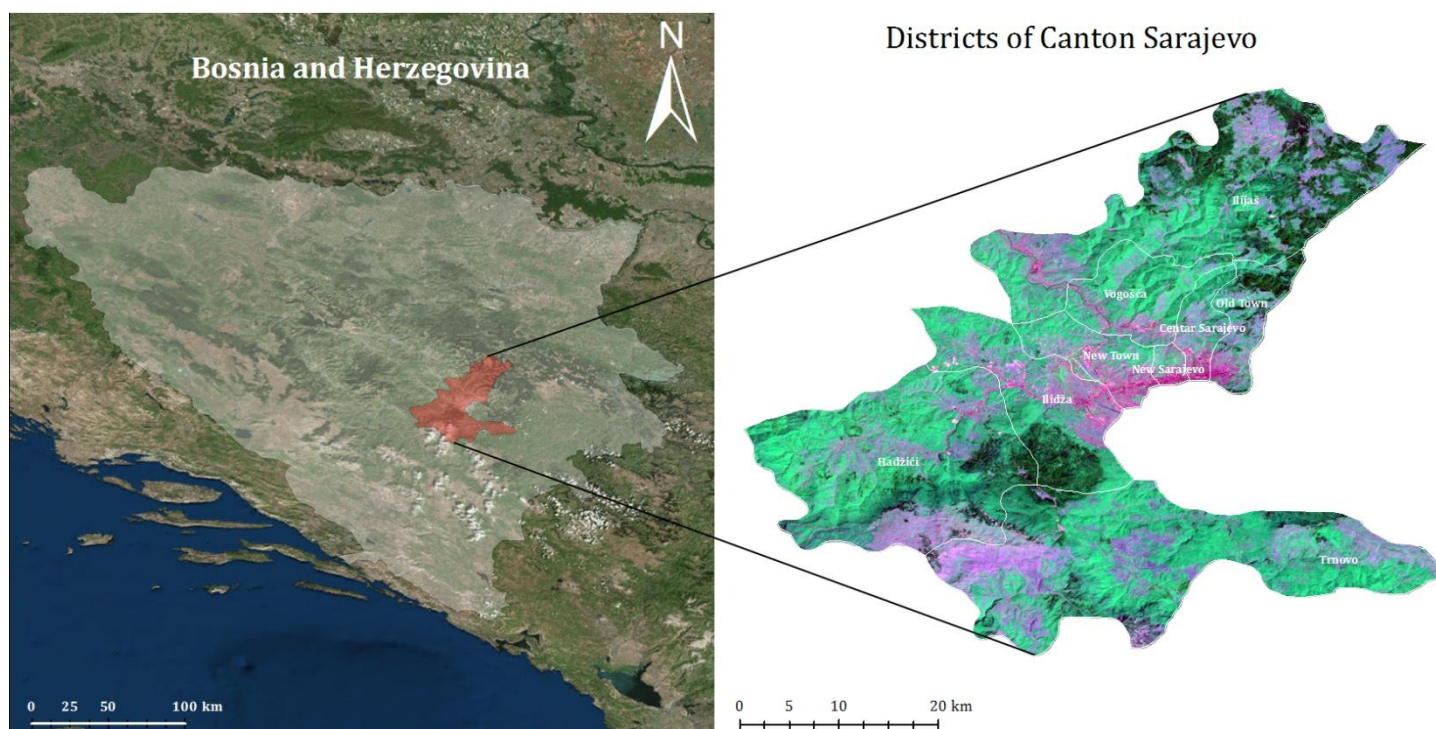 N
Bosnia and Herzegovina
0 25 50 100 km
Districts of Canton Sarajevo
Ilijaš
Vogošća
Old Town
Centar Sarajevo
New Town
New Sarajevo
Ilidža
Hadžići
Trnovo
0 5 10 20 km